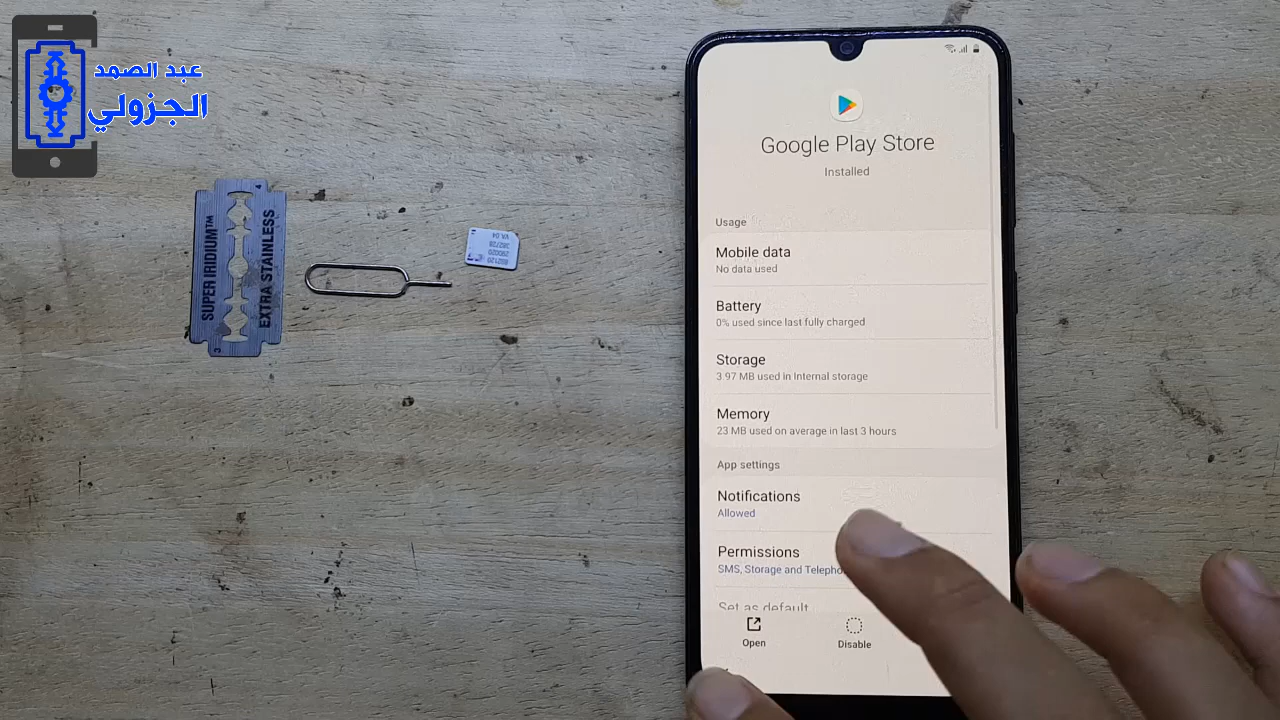 عبد الصمد
الجزولي
SUPER IRIDIUM™
EXTRA STAINLESS
4
Google Play Store
Installed
Usage
Mobile data
No data used
Battery
0% used since last fully charged
Storage
3.97 MB used in Internal storage
Memory
23 MB used on average in last 3 hours
App settings
Notifications
Allowed
Permissions
SMS, Storage and Telepho
Set as default
Open
Disable